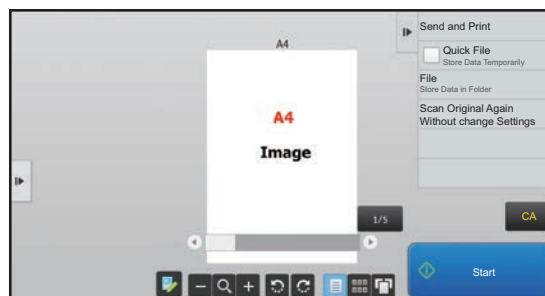 A4
A4
Image
1/5
Send and Print
Quick File
Store Data Temporarily
File
Store Data in Folder
Scan Original Again
Without change Settings
CA
Start